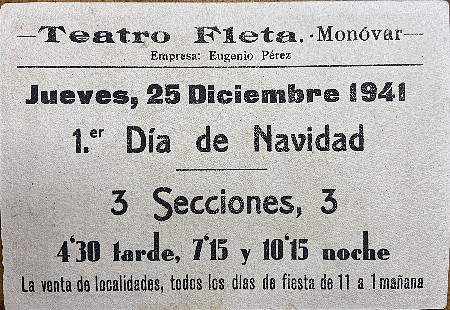 Teatro Fleta.-Monóvar
Empresa: Eugenio Pérez
Jueves, 25 Diciembre 1941
1.er Día de Navidad
3 Secciones, 3
4'30 tarde, 7'15 y 10'15 noche
La venta de localidades, todos los días de fiesta de 11 a 1 mañana